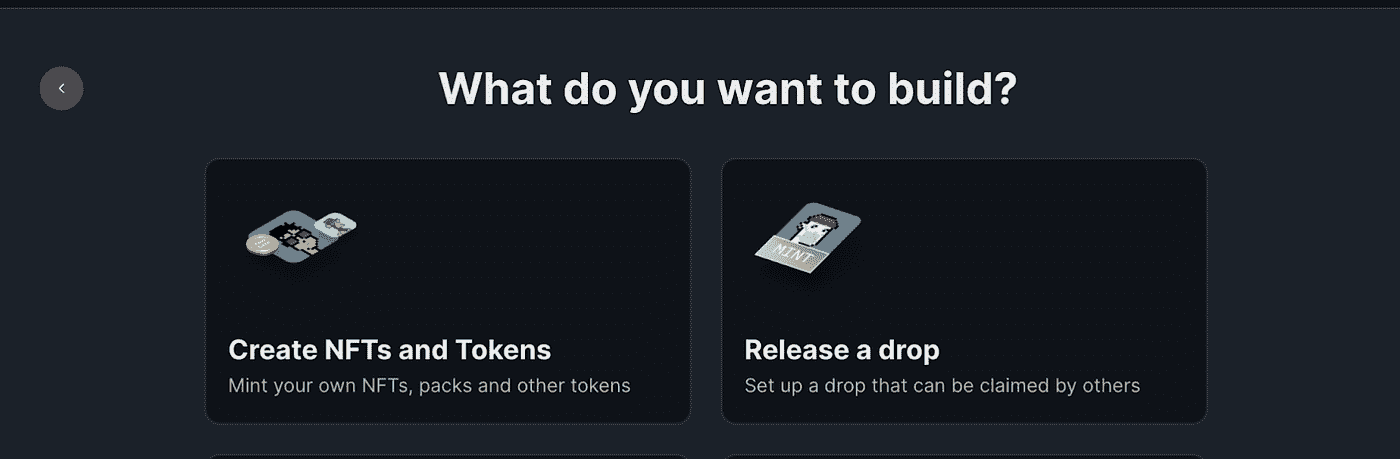 What do you want to build?
MINT
Create NFTs and Tokens
Mint your own NFTs, packs and other tokens
Release a drop
Set up a drop that can be claimed by others